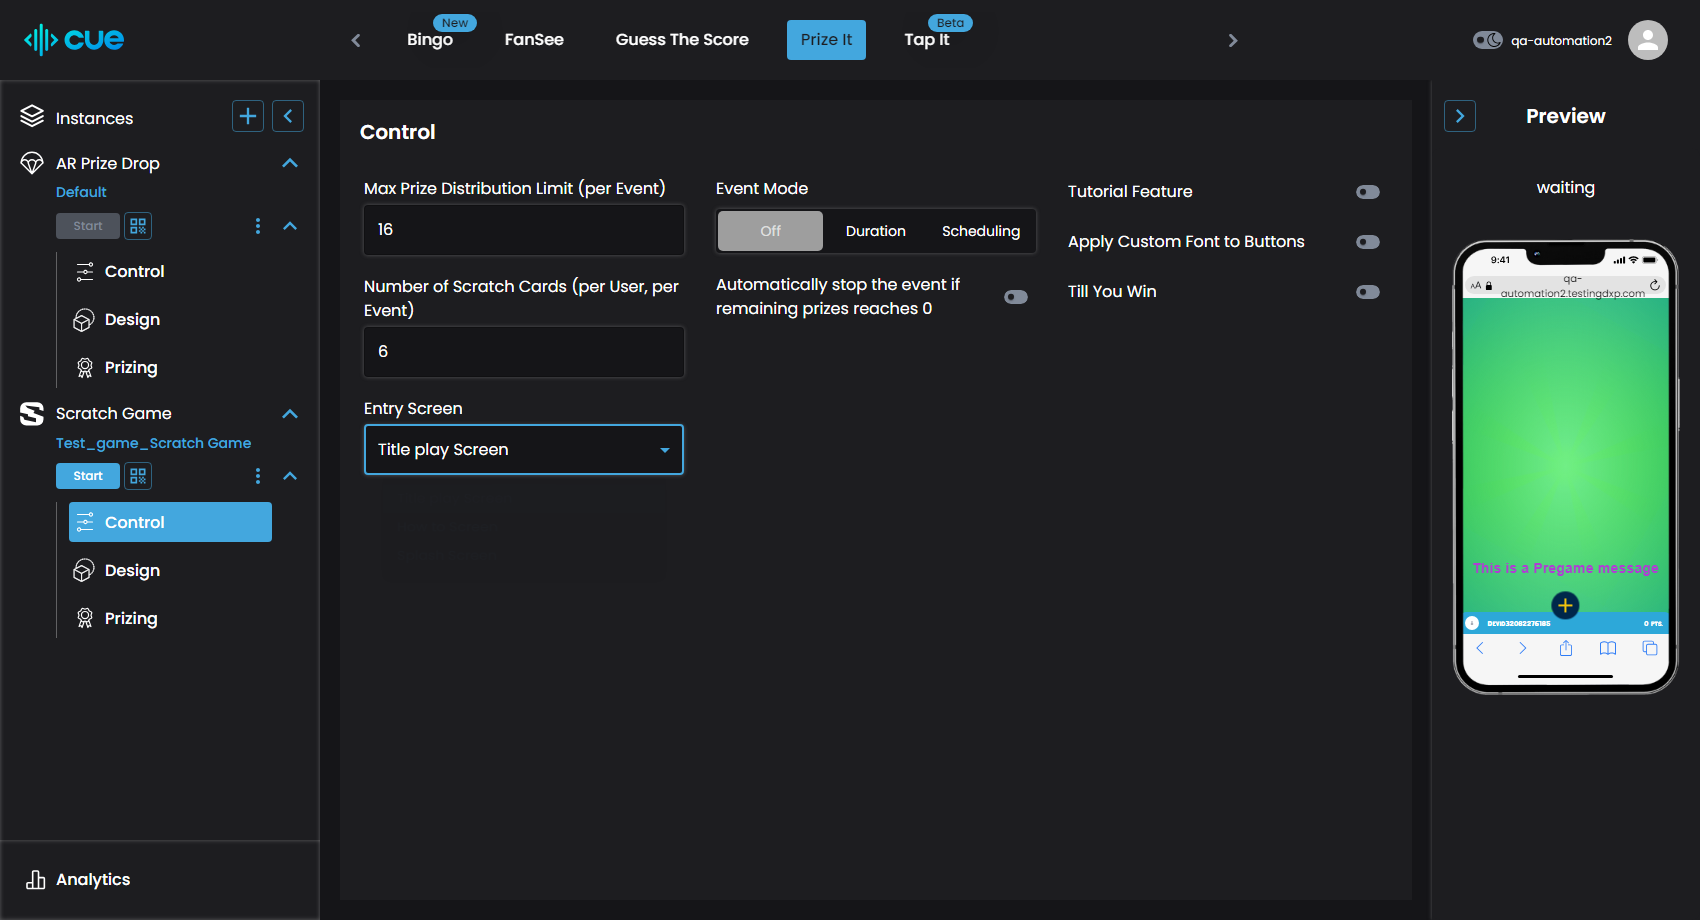 cue
New
Bingo
FanSee
Guess The Score
Prize It
Beta
Tap It
qa-automation2
Instances
AR Prize Drop
Default
Start
Control
Design
Prizing
Scratch Game
Test_game_Scratch Game
Start
Control
Design
Prizing
Analytics
Control
Max Prize Distribution Limit (per Event)
16
Number of Scratch Cards (per User, per
Event)
6
Entry Screen
Title play Screen
Event Mode
Off
Duration
Scheduling
Automatically stop the event if
remaining prizes reaches 0
Tutorial Feature
Apply Custom Font to Buttons
Till You Win
Preview
waiting
9:41
AA
qa-
automation2.testingdxp.com
This is a Pregame message
0 PTS.